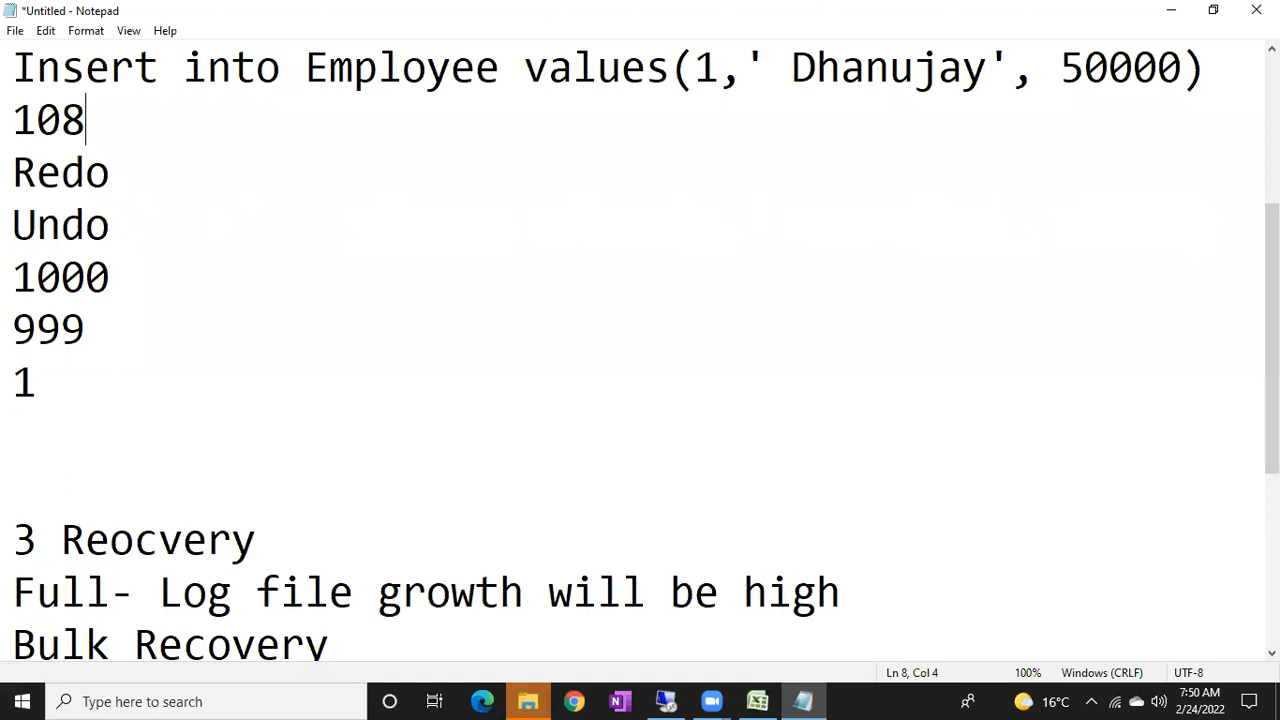 *Untitled - Notepad
File Edit Format View Help
Insert into Employee values(1,' Dhanujay', 50000)
108
Redo
Undo
1000
999
1
3 Reocvery
Full- Log file growth will be high
Bulk Recovery
Ln 8, Col 4 100% Windows (CRLF) UTF-8
Type here to search
16°C
7:50 AM
2/24/2022